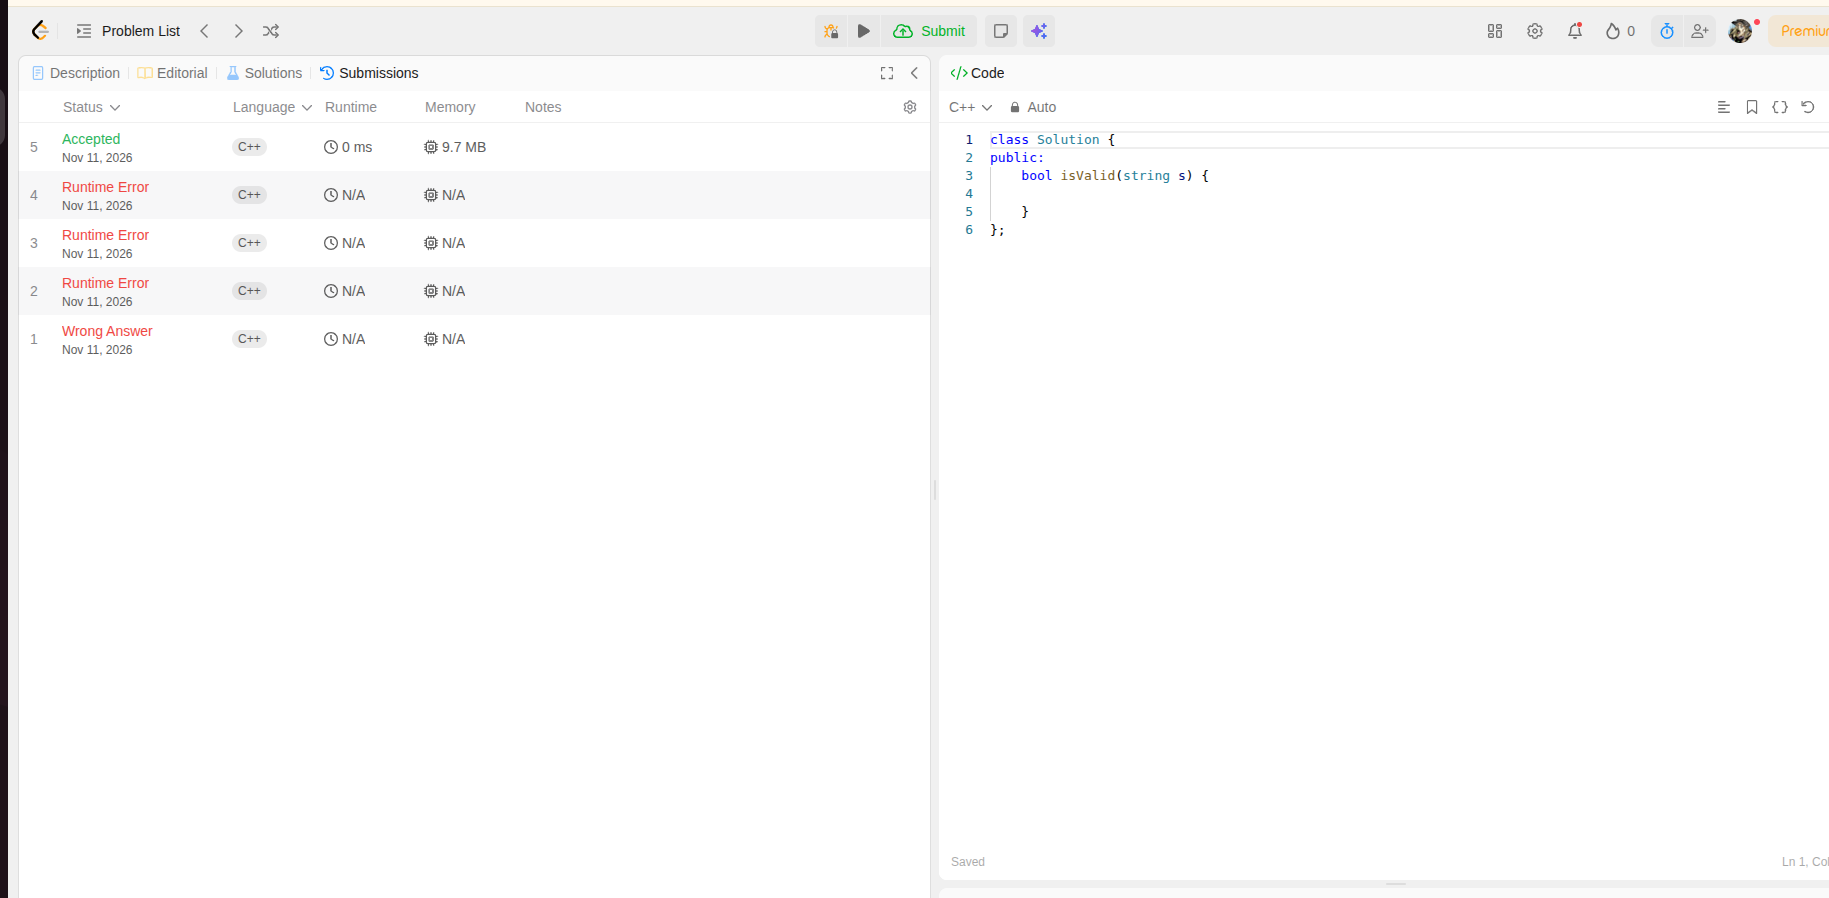 Problem List
Submit
0
Premiu
Description Editorial Solutions Submissions
Status Language Runtime Memory Notes
5 Accepted C++ 0 ms 9.7 MB
Nov 11, 2026
4 Runtime Error C++ N/A N/A
Nov 11, 2026
3 Runtime Error C++ N/A N/A
Nov 11, 2026
2 Runtime Error C++ N/A N/A
Nov 11, 2026
1 Wrong Answer C++ N/A N/A
Nov 11, 2026
</> Code
C++ Auto
1 class Solution {
2 public:
3     bool isValid(string s) {
4
5     }
6 };
Saved
Ln 1, Col